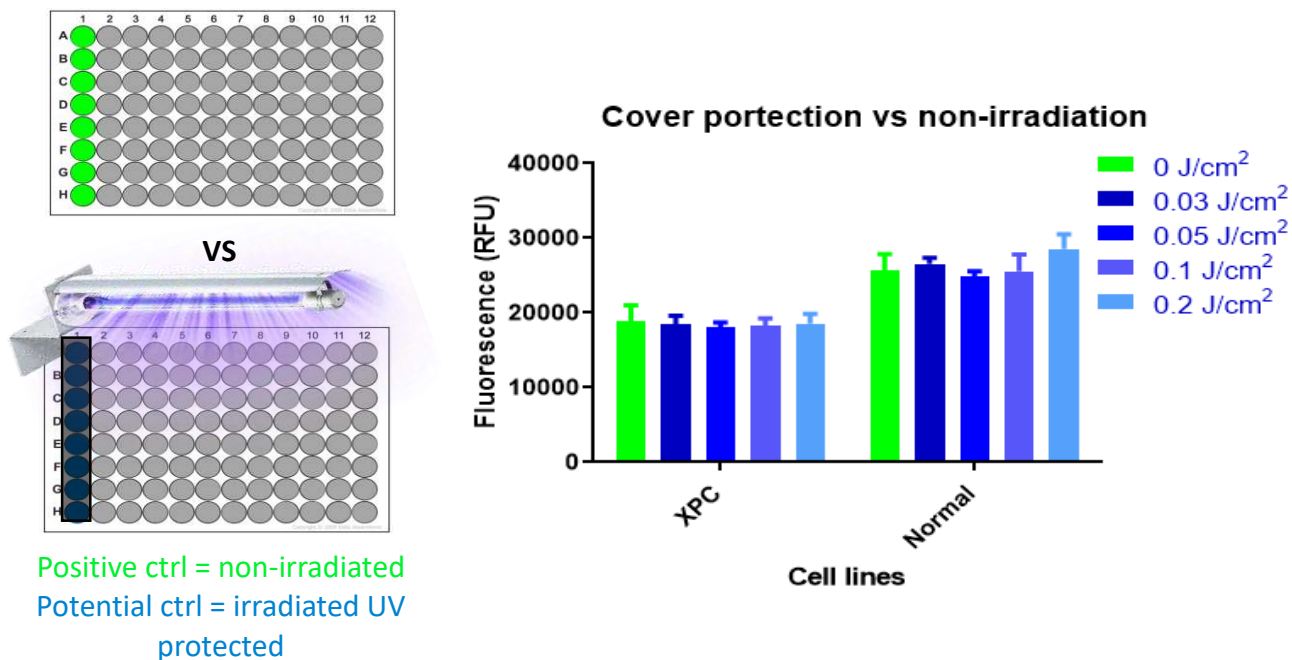 1 2 3 4 5 6 7 8 9 10 11 12
A
B
C
D
E
F
G
H
VS
1 2 3 4 5 6 7 8 9 10 11 12
B
C
D
E
F
G
H
Positive ctrl = non-irradiated
Potential ctrl = irradiated UV
protected
Cover portection vs non-irradiation
Fluorescence (RFU)
40000
30000
20000
10000
0
XPC
Normal
Cell lines
0 J/cm²
0.03 J/cm²
0.05 J/cm²
0.1 J/cm²
0.2 J/cm²